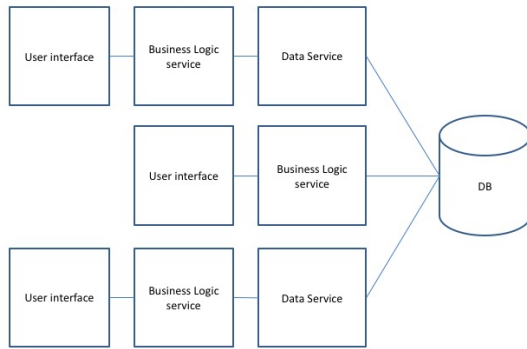 User interface
Business Logic
service
Data Service
User interface
Business Logic
service
DB
User interface
Business Logic
service
Data Service